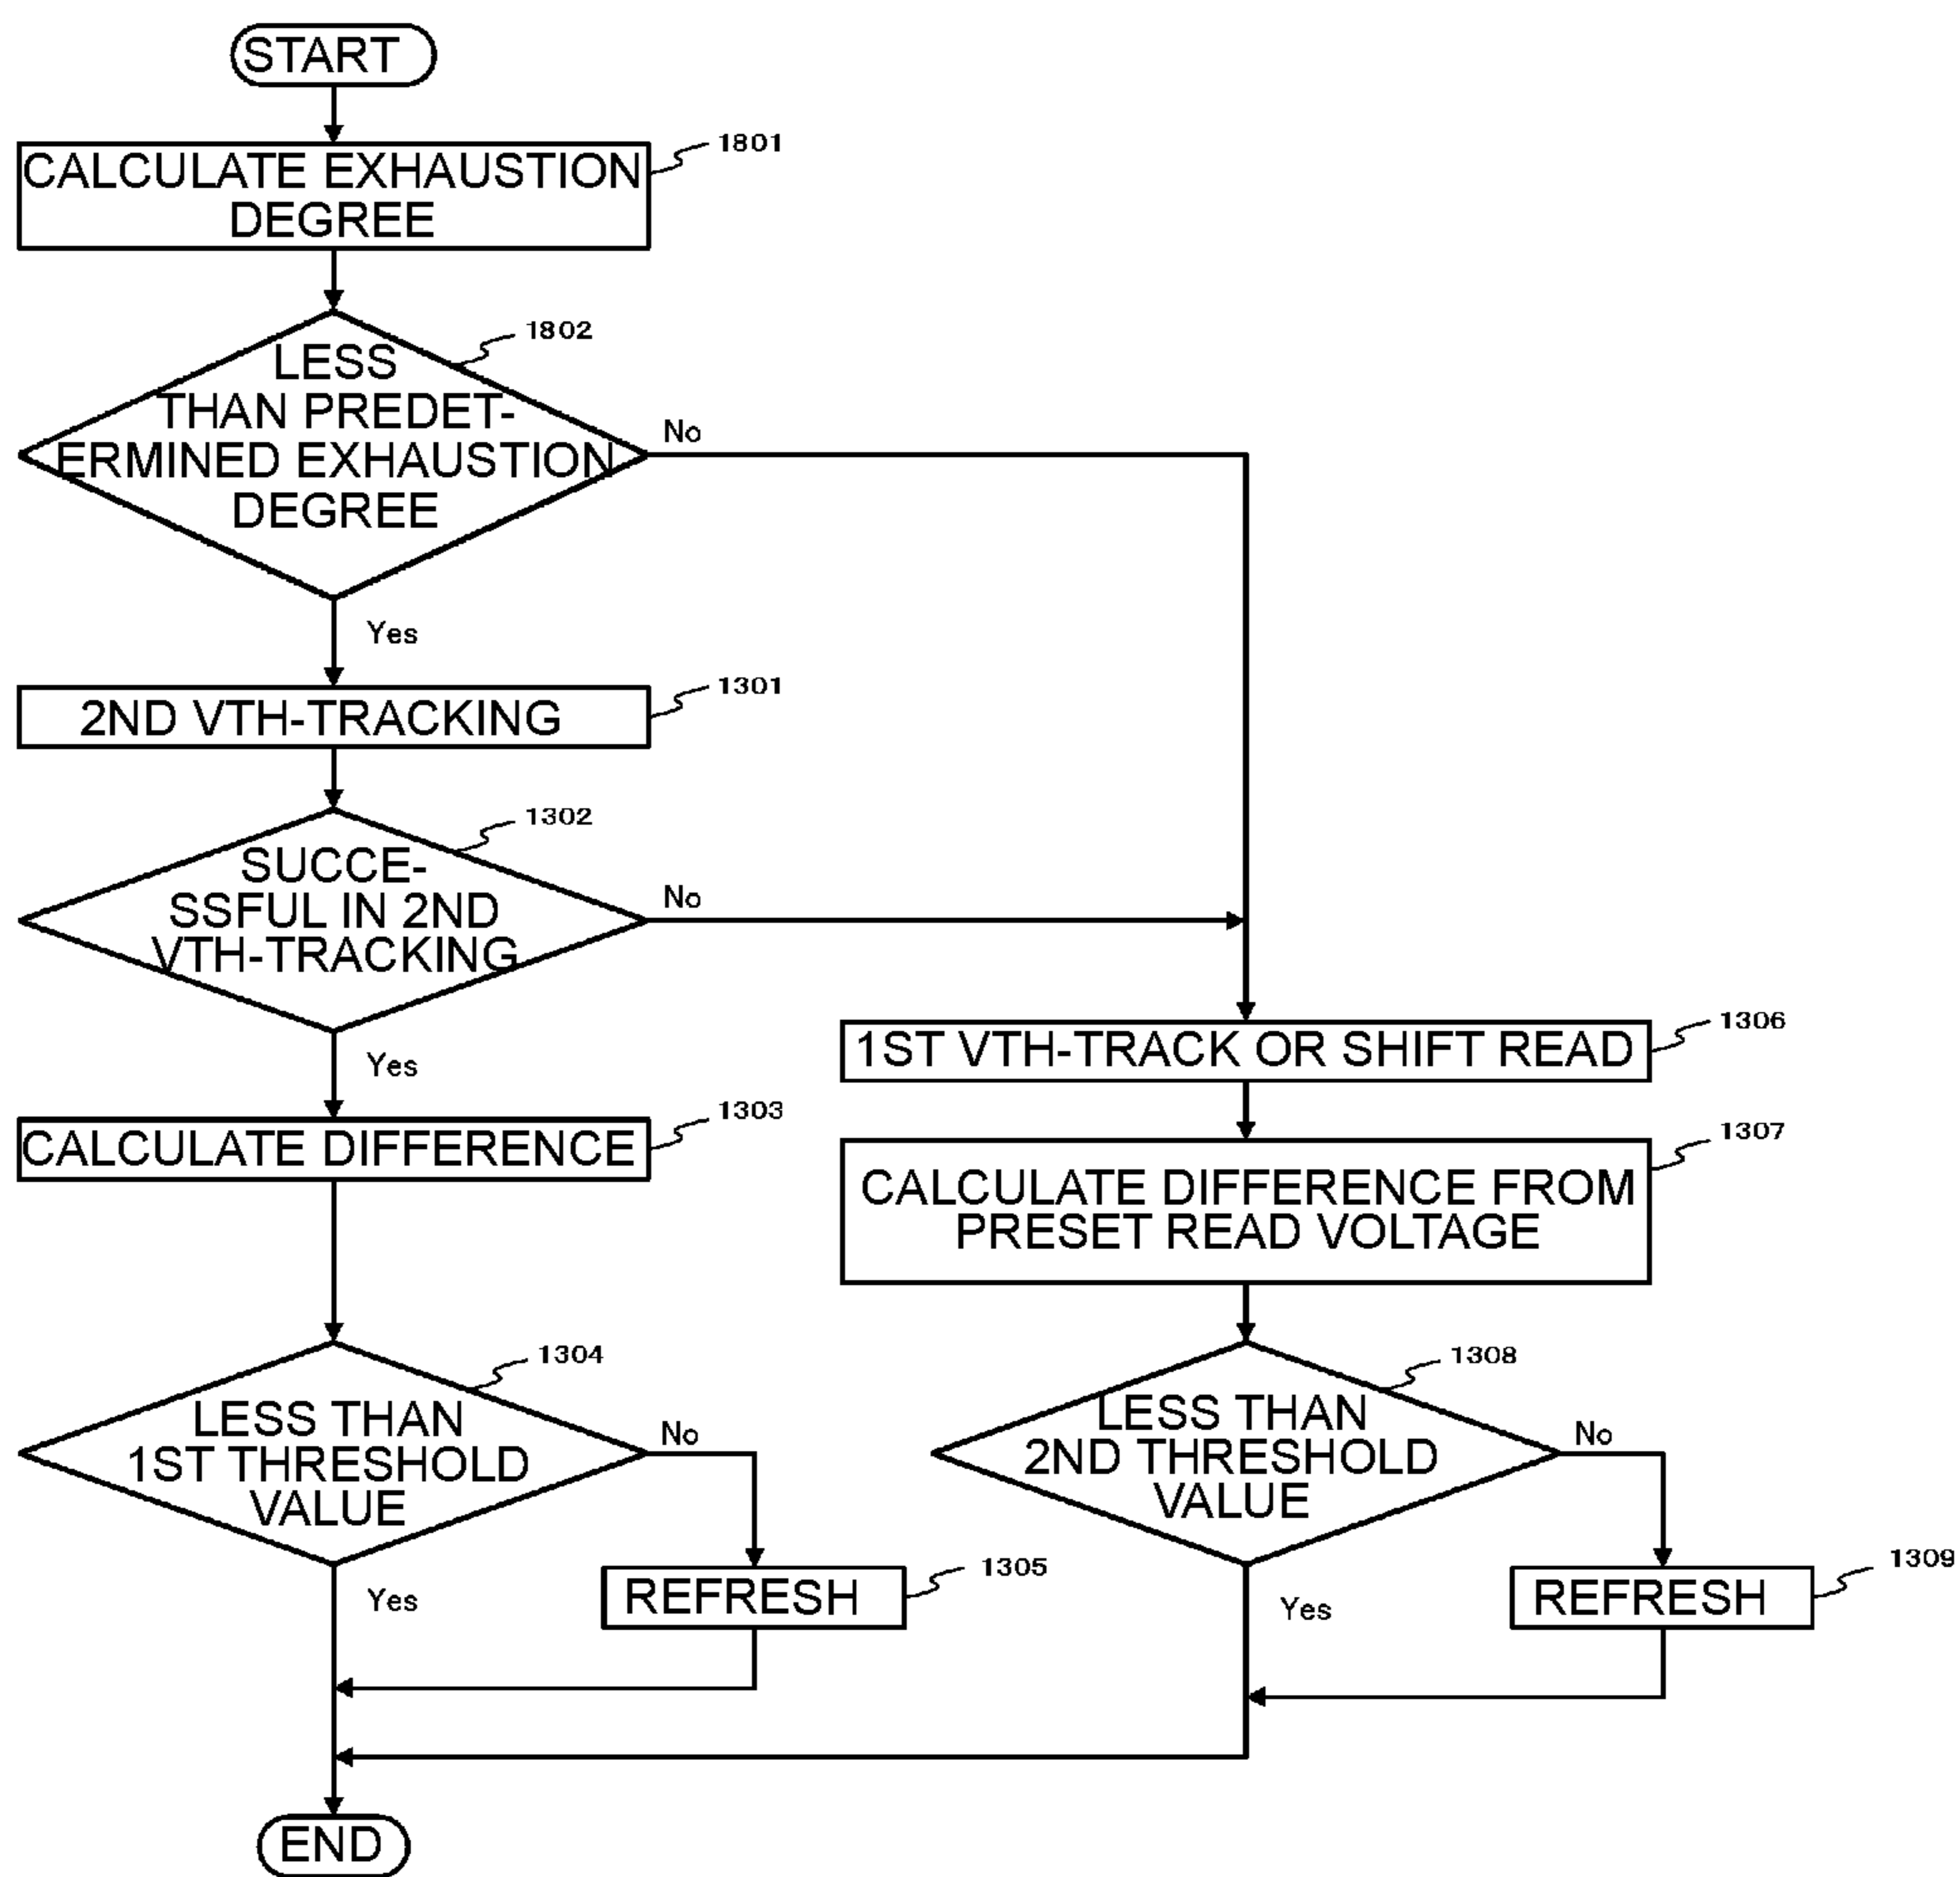 START
1801
CALCULATE EXHAUSTION
DEGREE
1802
LESS
THAN PREDET-
ERMINED EXHAUSTION
DEGREE
No
Yes
1301
2ND VTH-TRACKING
1302
SUCCE-
SSFUL IN 2ND
VTH-TRACKING
No
Yes
1303
CALCULATE DIFFERENCE
1304
LESS THAN
1ST THRESHOLD
VALUE
No
Yes
1305
REFRESH
1306
1ST VTH-TRACK OR SHIFT READ
1307
CALCULATE DIFFERENCE FROM
PRESET READ VOLTAGE
1308
LESS THAN
2ND THRESHOLD
VALUE
No
Yes
1309
REFRESH
END